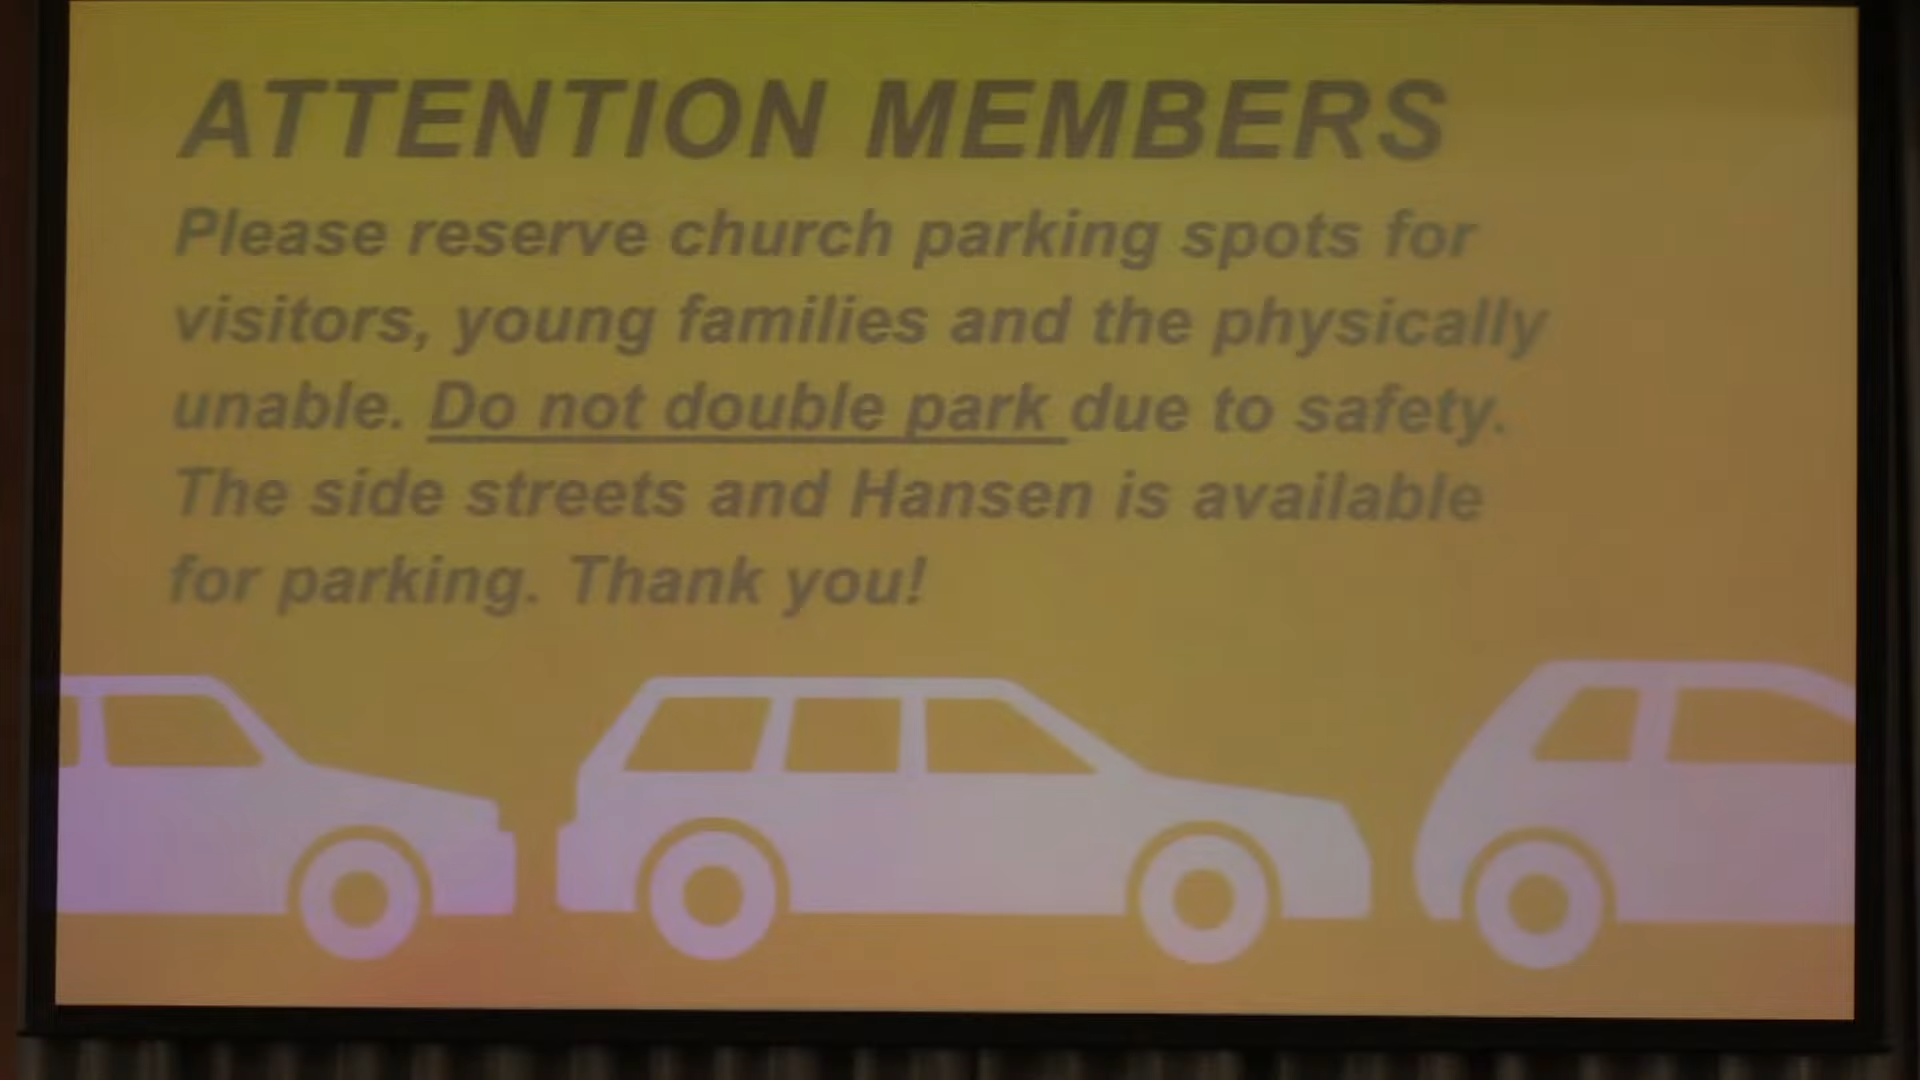 ATTENTION MEMBERS
Please reserve church parking spots for
visitors, young families and the physically
unable. Do not double park due to safety.
The side streets and Hansen is available
for parking. Thank you!